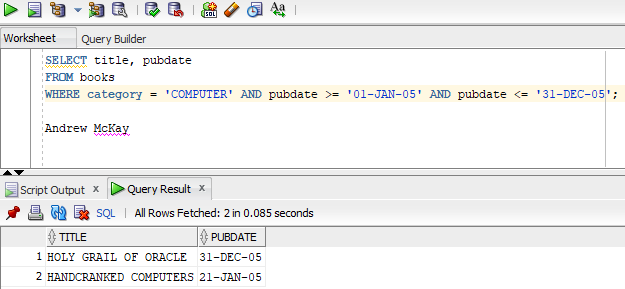 SQL
Aa
Worksheet Query Builder
SELECT title, pubdate
FROM books
WHERE category = 'COMPUTER' AND pubdate >= '01-JAN-05' AND pubdate <= '31-DEC-05';
Andrew McKay
Script Output x Query Result x
SQL | All Rows Fetched: 2 in 0.085 seconds
TITLE PUBDATE
1 HOLY GRAIL OF ORACLE 31-DEC-05
2 HANDCRANKED COMPUTERS 21-JAN-05